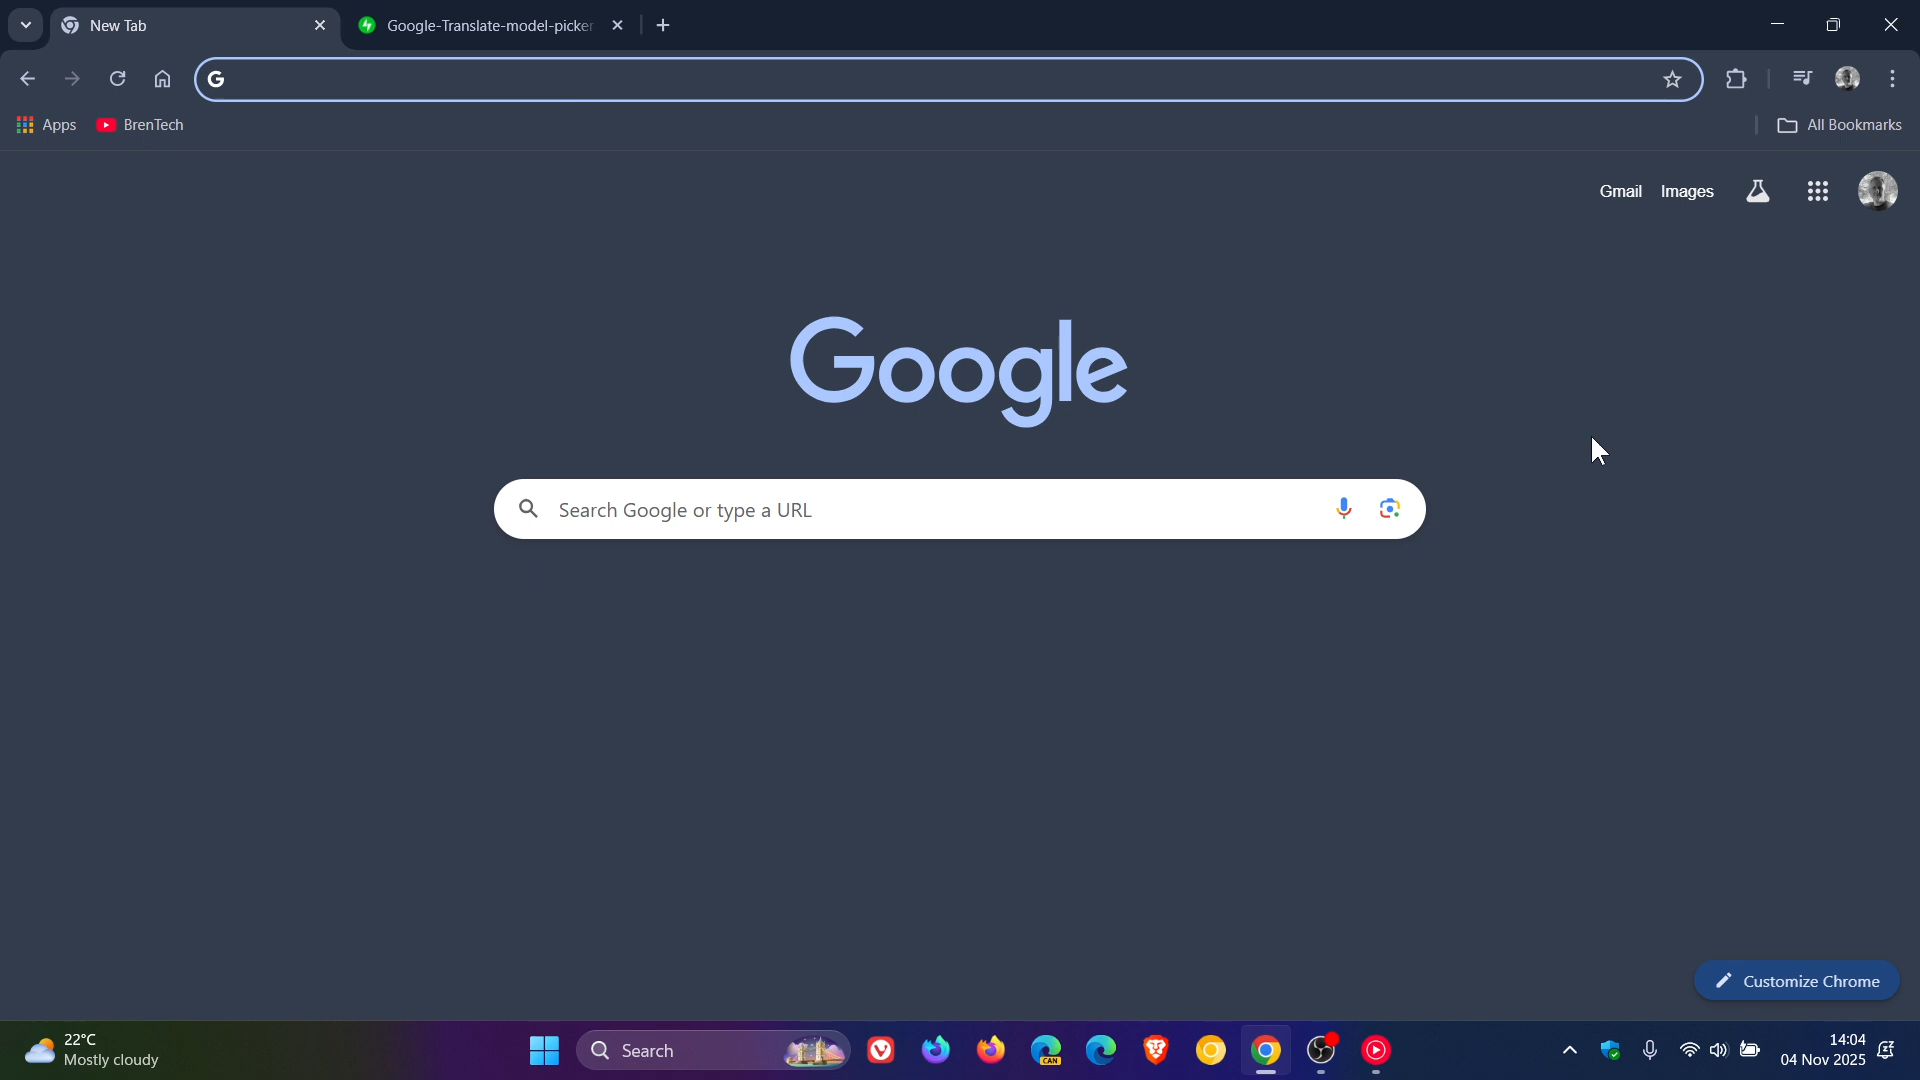 New Tab
Google-Translate-model-picker
Apps
BrenTech
All Bookmarks
Gmail
Images
Google
Search Google or type a URL
Customize Chrome
22°C
Mostly cloudy
Search
CAN
14:04
04 Nov 2025